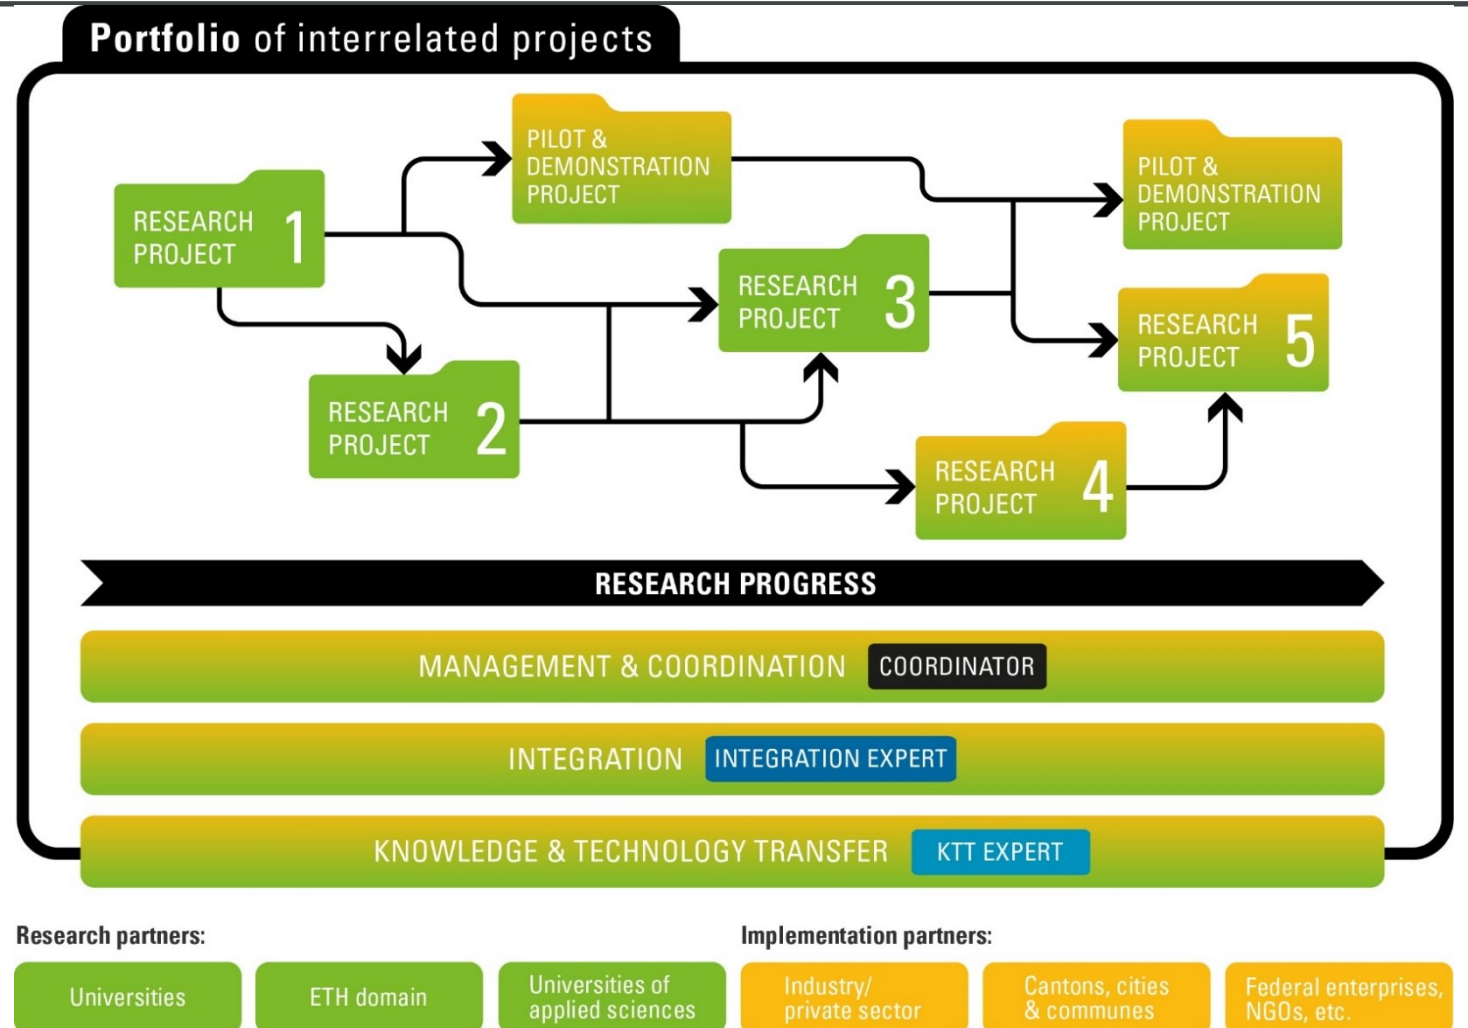 Portfolio of interrelated projects
PILOT &
DEMONSTRATION
PROJECT
PILOT &
DEMONSTRATION
PROJECT
RESEARCH
PROJECT
1
RESEARCH
PROJECT
3
RESEARCH
PROJECT
5
RESEARCH
PROJECT
2
RESEARCH
PROJECT
4
RESEARCH PROGRESS
MANAGEMENT & COORDINATION COORDINATOR
INTEGRATION INTEGRATION EXPERT
KNOWLEDGE & TECHNOLOGY TRANSFER KTT EXPERT
Research partners:
Universities
ETH domain
Universities of
applied sciences
Implementation partners:
Industry/
private sector
Cantons, cities
& communes
Federal enterprises,
NGOs, etc.